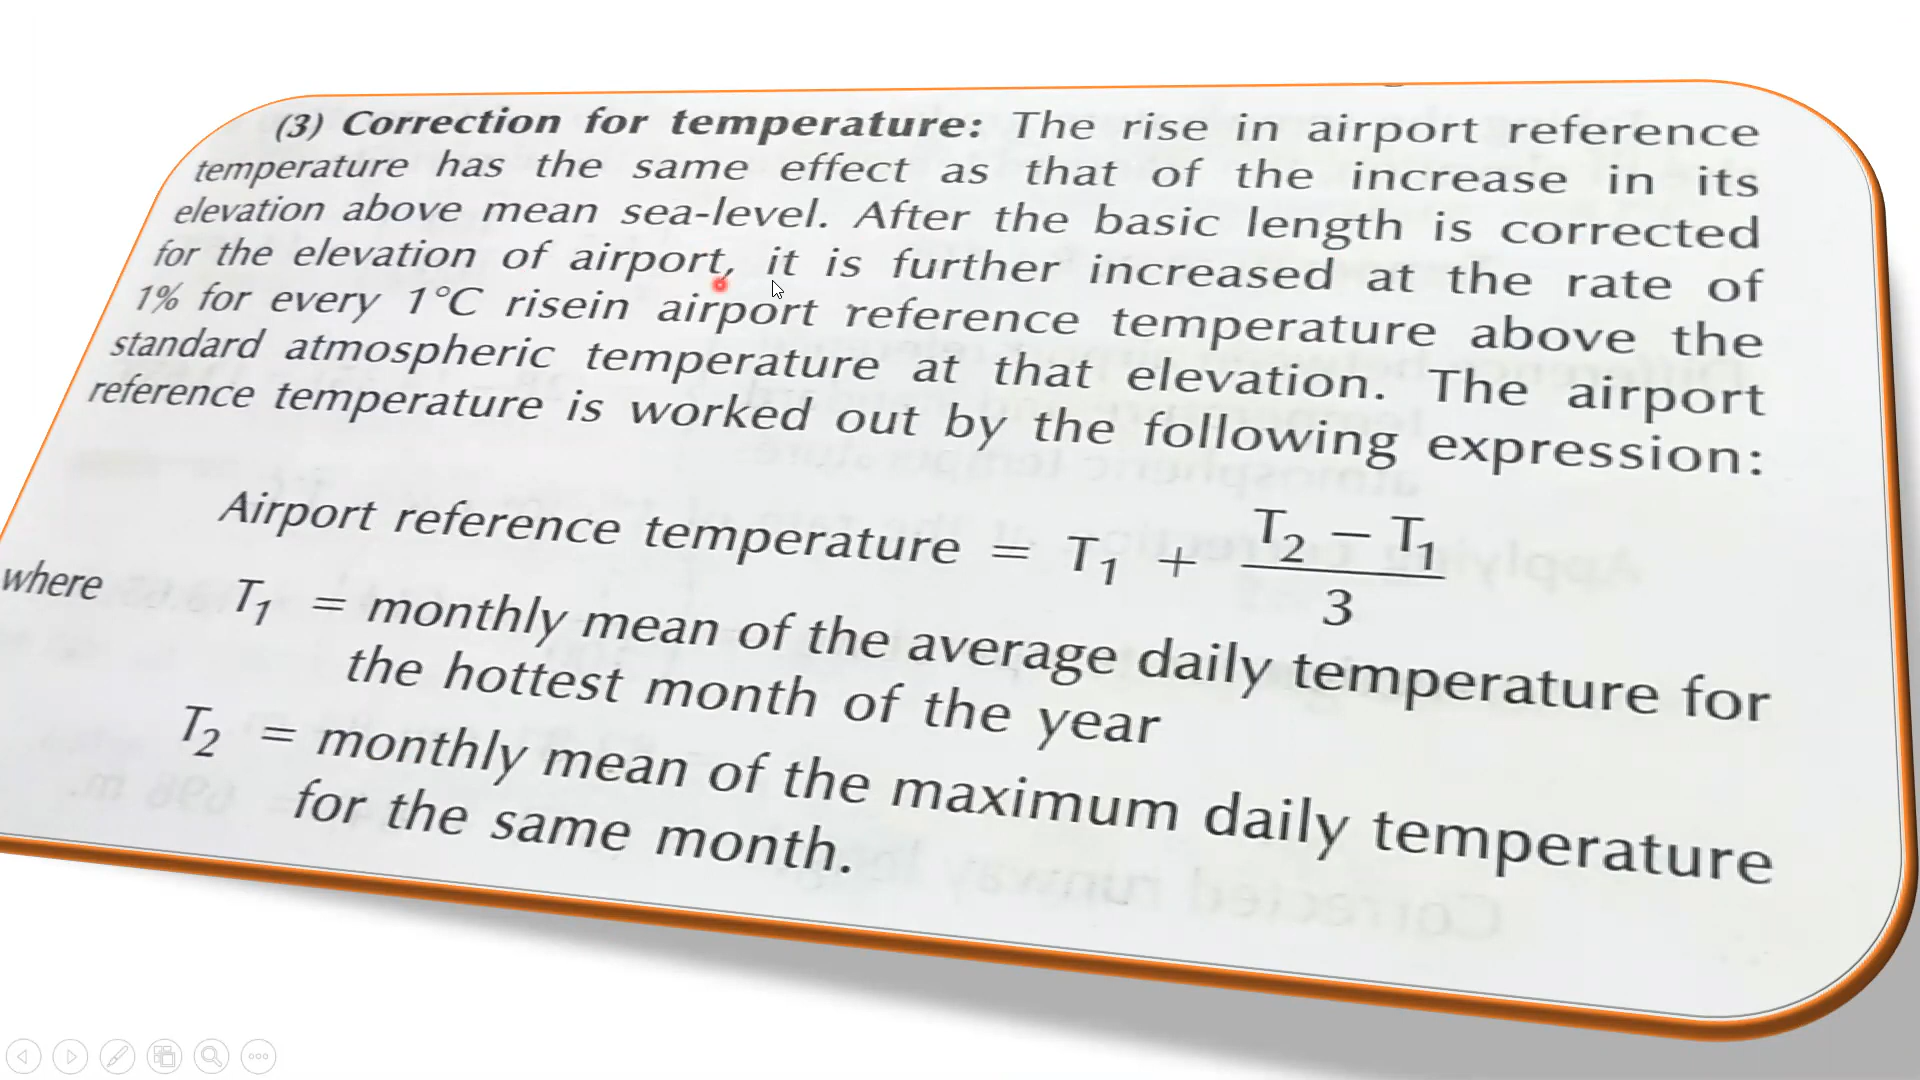 (3) Correction for temperature: The rise in airport reference
temperature has the same effect as that of the increase in its
elevation above mean sea-level. After the basic length is corrected
for the elevation of airport, it is further increased at the rate of
1% for every 1°C risein airport reference temperature above the
standard atmospheric temperature at that elevation. The airport
reference temperature is worked out by the following expression:
Airport reference temperature = T₁ + (T₂ − T₁)/3
where T₁ = monthly mean of the average daily temperature for
the hottest month of the year
T₂ = monthly mean of the maximum daily temperature
for the same month.